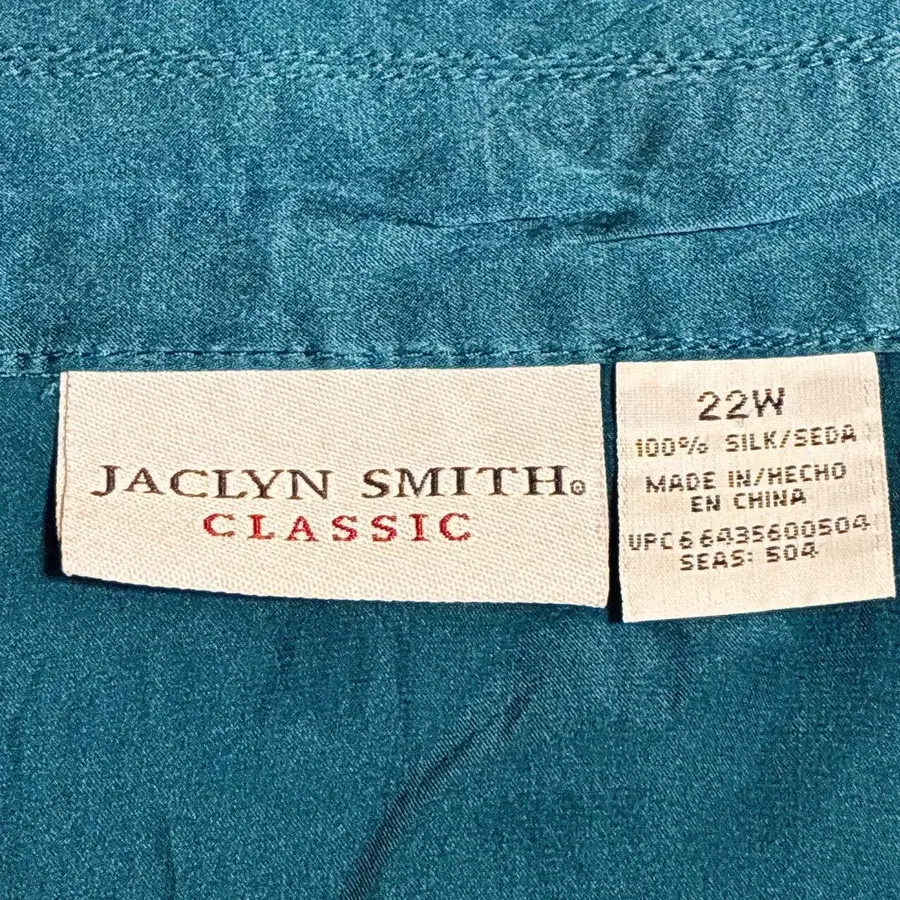 JACLYN SMITH®
CLASSIC
22W
100% SILK/SEDA
MADE IN/HECHO
EN CHINA
UPC66435600504
SEAS: 504